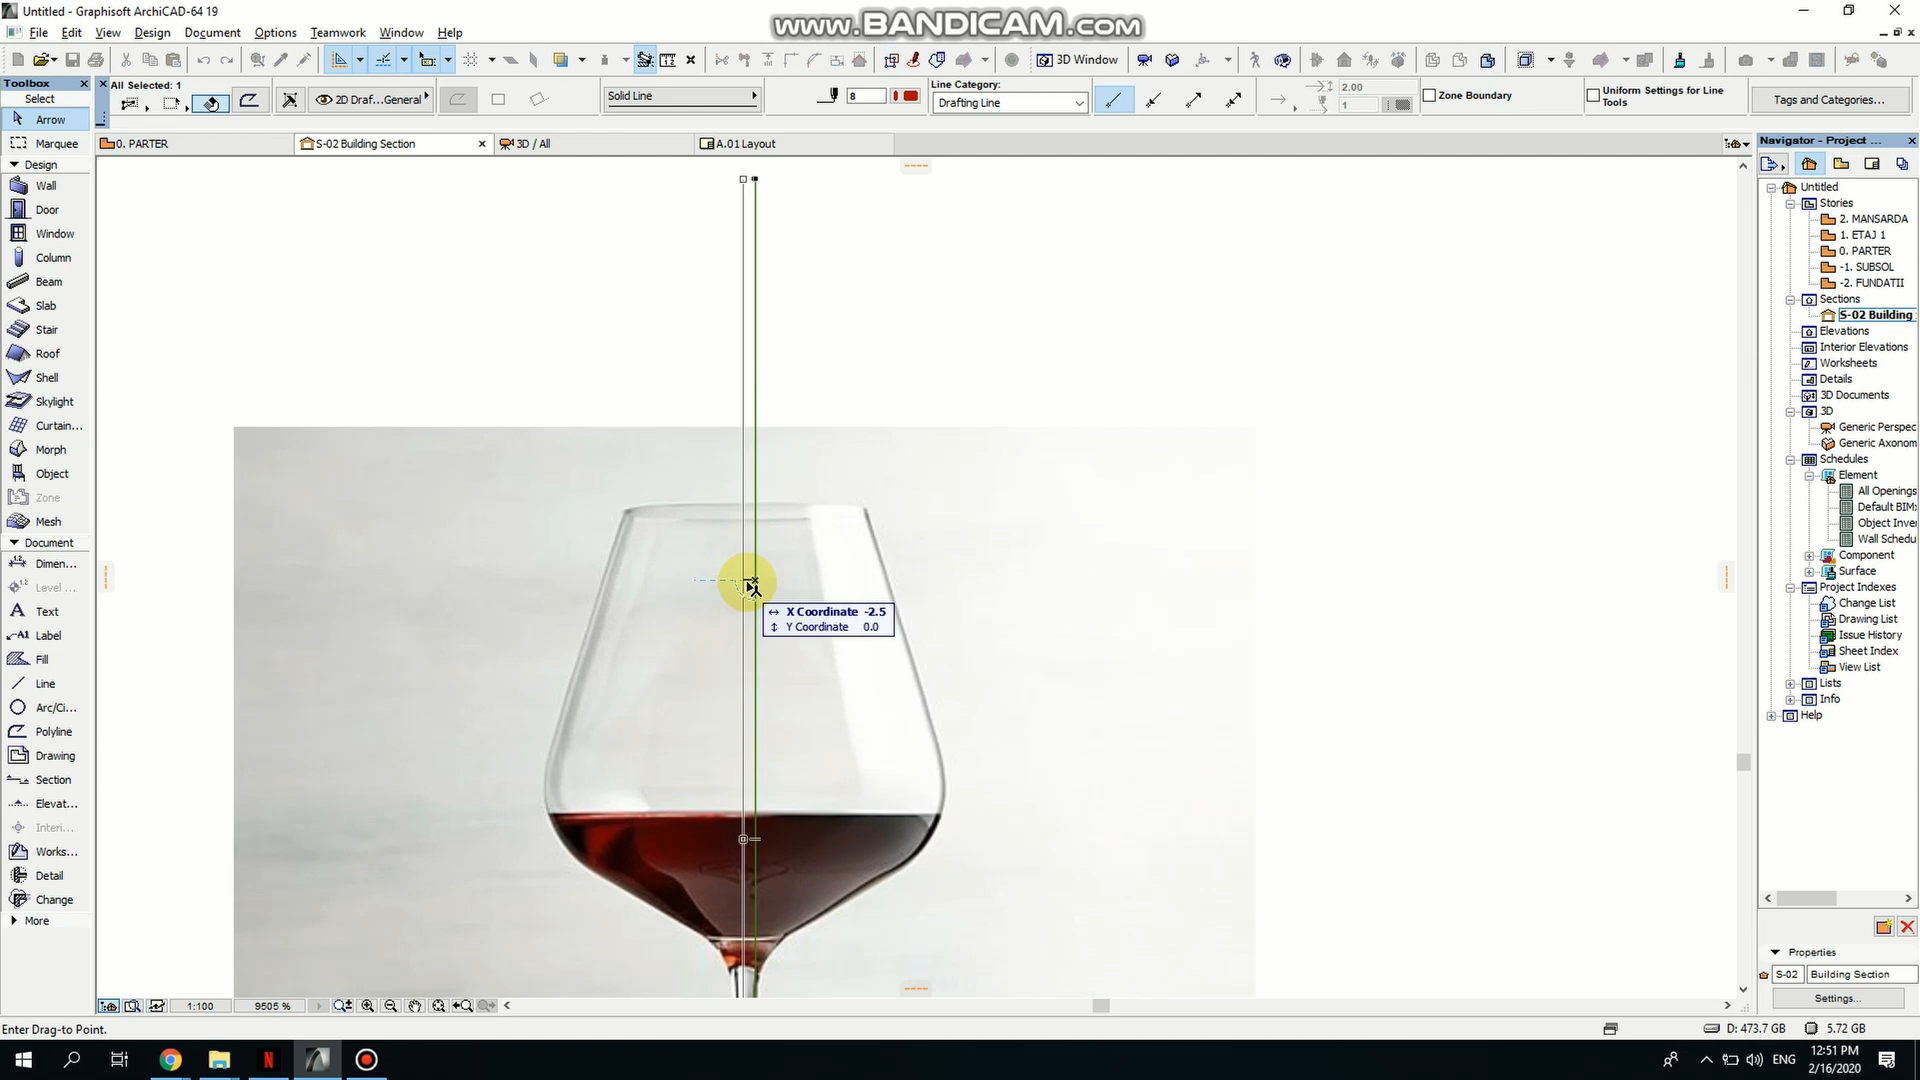 Untitled - Graphisoft ArchiCAD-64 19
www.BANDICAM.com
File Edit View Design Document Options Teamwork Window Help
3D Window
Toolbox
Select
Arrow
Marquee
Design
Wall
Door
Window
Column
Beam
Slab
Stair
Roof
Shell
Skylight
Curtain...
Morph
Object
Zone
Mesh
Document
Dimen...
Level ...
Text
Label
Fill
Line
Arc/Ci...
Polyline
Drawing
Section
Elevat...
Interi...
Works...
Detail
Change
More
All Selected: 1
2D Draf...General
Solid Line
8
Line Category:
Drafting Line
2.00
1
Zone Boundary
Uniform Settings for Line Tools
Tags and Categories...
0. PARTER
S-02 Building Section
3D / All
A.01 Layout
X Coordinate -2.5
Y Coordinate 0.0
Navigator - Project ...
Untitled
Stories
2. MANSARDA
1. ETAJ 1
0. PARTER
-1. SUBSOL
-2. FUNDATII
Sections
S-02 Building
Elevations
Interior Elevations
Worksheets
Details
3D Documents
3D
Generic Perspec
Generic Axonom
Schedules
Element
All Openings
Default BIM
Object Inver
Wall Schedu
Component
Surface
Project Indexes
Change List
Drawing List
Issue History
Sheet Index
View List
Lists
Info
Help
Properties
S-02 Building Section
Settings...
1:100
9505 %
Enter Drag-to Point.
D: 473.7 GB
5.72 GB
ENG
12:51 PM
2/16/2020